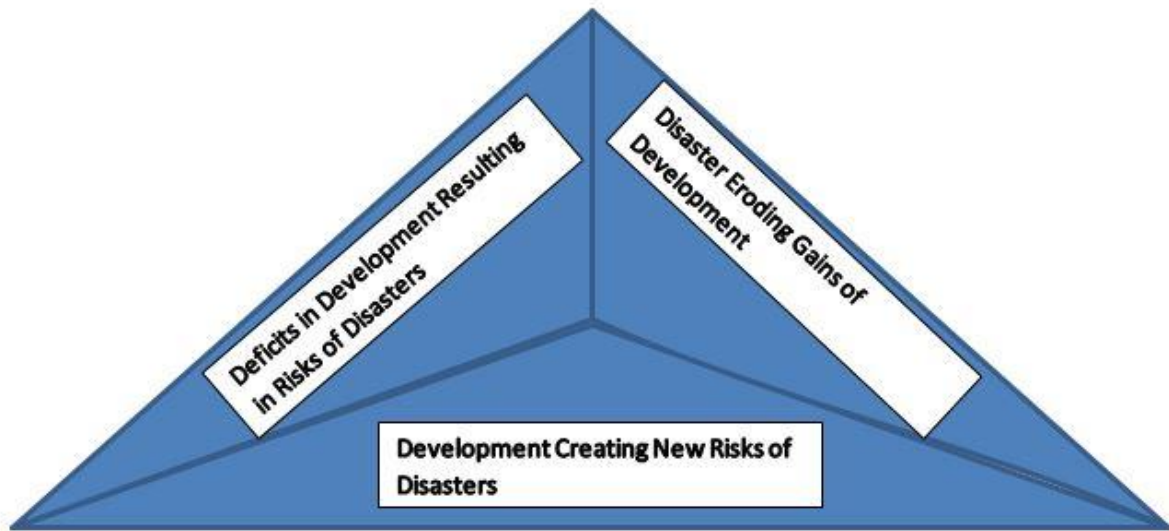 Deficits in Development Resulting
in Risks of Disasters
Disaster Eroding Gains of
Development
Development Creating New Risks of
Disasters